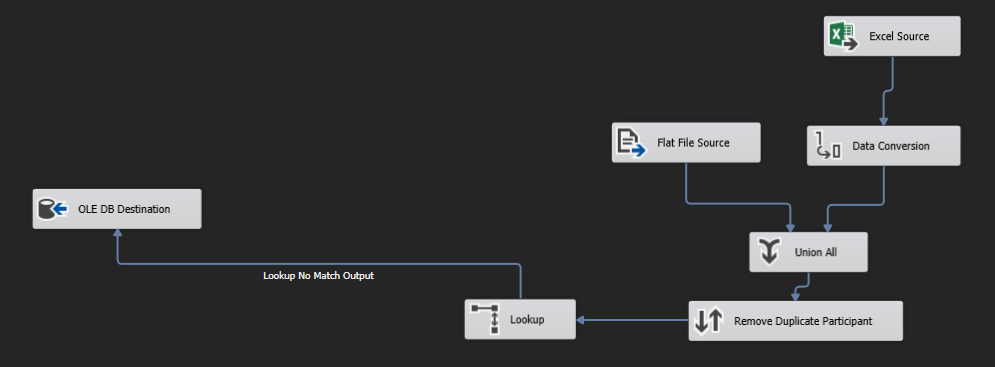 Excel Source
Flat File Source
Data Conversion
OLE DB Destination
Union All
Lookup No Match Output
Lookup
Remove Duplicate Participant